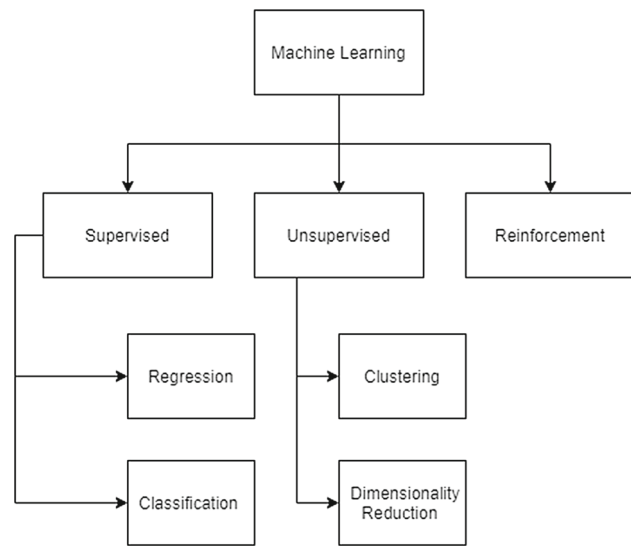 Machine Learning
Supervised
Unsupervised
Reinforcement
Regression
Clustering
Classification
Dimensionality
Reduction